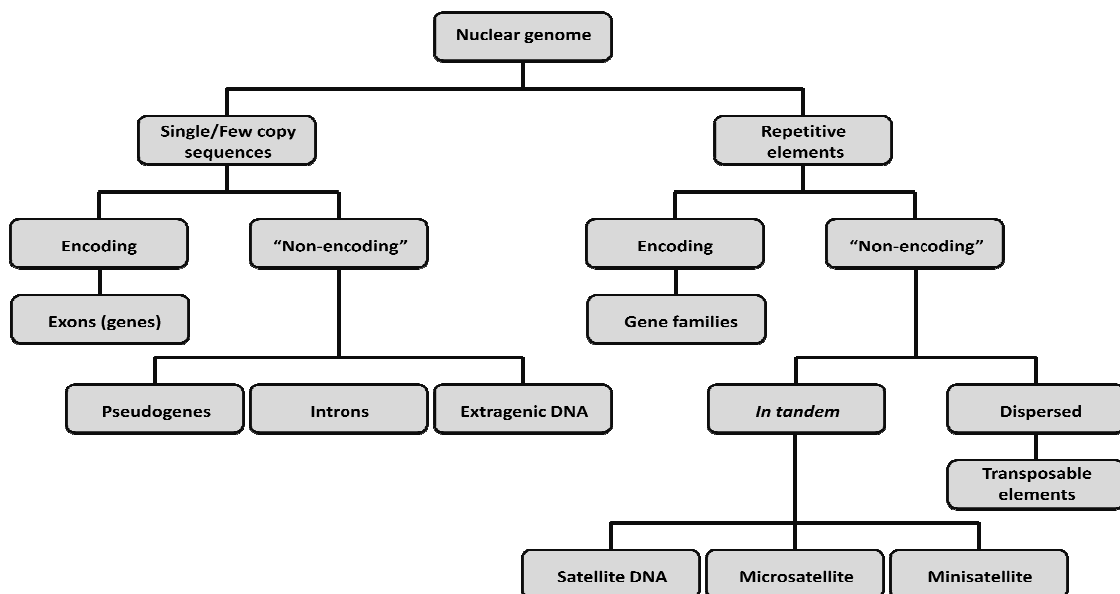 Nuclear genome
Single/Few copy
sequences
Repetitive
elements
Encoding
“Non-encoding”
Encoding
“Non-encoding”
Exons (genes)
Gene families
Pseudogenes
Introns
Extragenic DNA
In tandem
Dispersed
Transposable
elements
Satellite DNA
Microsatellite
Minisatellite